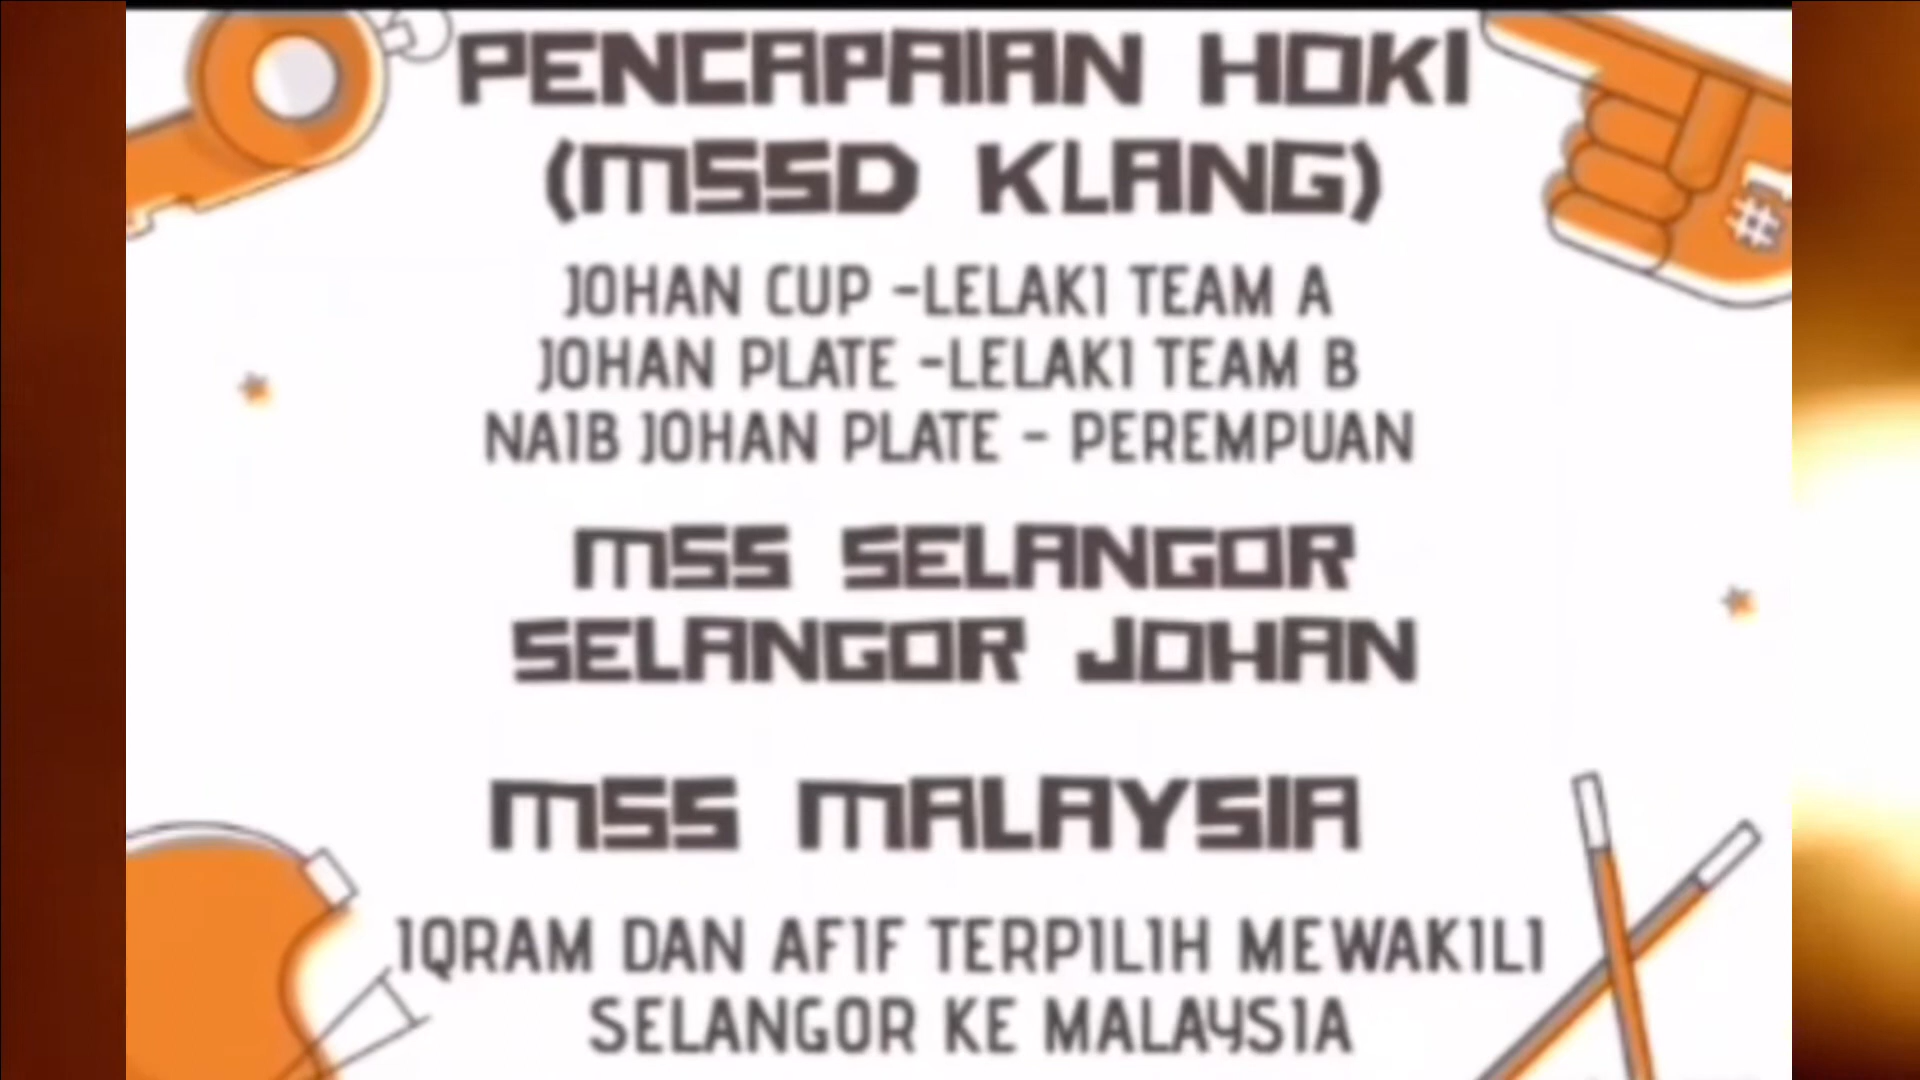 PENCAPAIAN HOKI
(MSSD KLANG)
JOHAN CUP -LELAKI TEAM A
JOHAN PLATE -LELAKI TEAM B
NAIB JOHAN PLATE - PEREMPUAN
MSS SELANGOR
SELANGOR JOHAN
MSS MALAYSIA
IQRAM DAN AFIF TERPILIH MEWAKILI
SELANGOR KE MALAYSIA